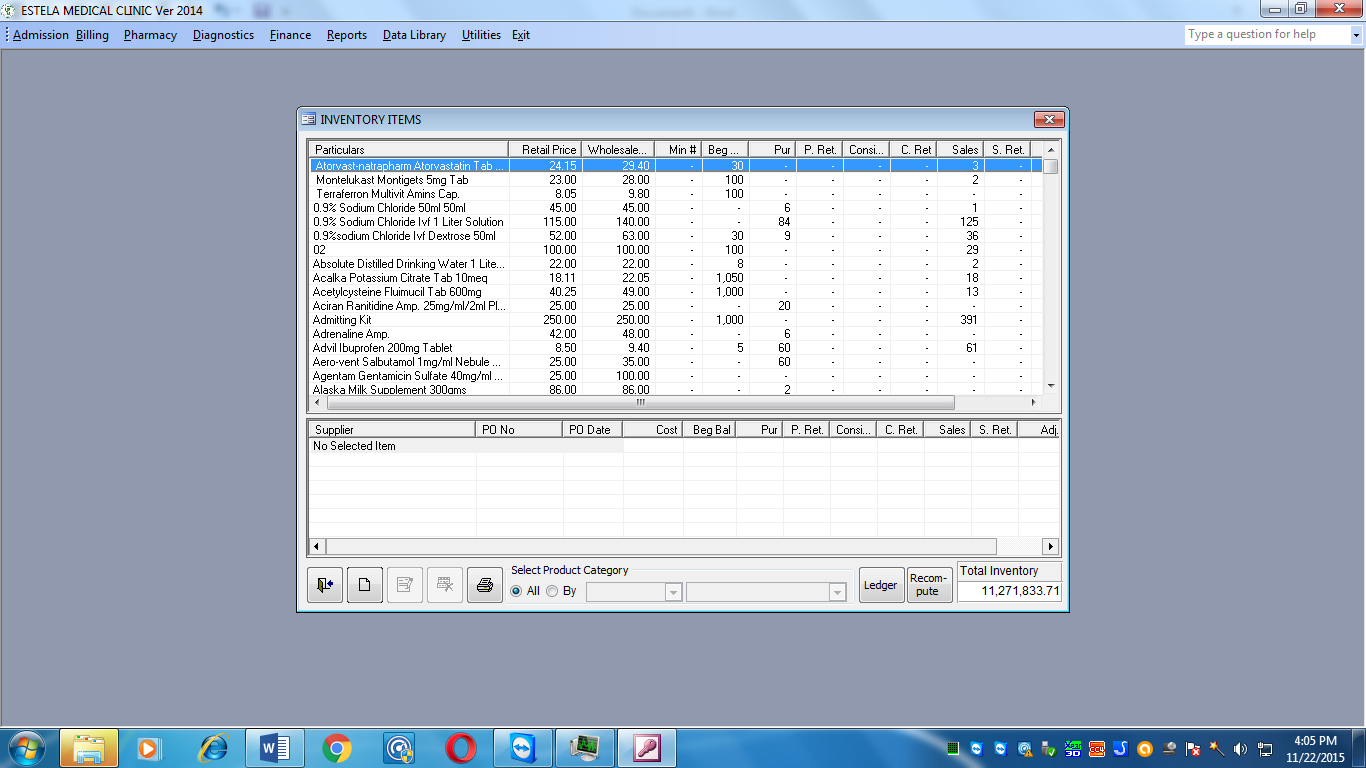 ESTELA MEDICAL CLINIC Ver 2014
Admission Billing Pharmacy Diagnostics Finance Reports Data Library Utilities Exit Type a question for help
INVENTORY ITEMS
Particulars Retail Price Wholesale... Min # Beg ... Pur P. Ret. Consi... C. Ret Sales S. Ret.
Atorvast-natrapharm Atorvastatin Tab ... 24.15 29.40 - 30 - - - - 3 -
Montelukast Montigets 5mg Tab 23.00 28.00 - 100 - - - - 2 -
Terraferron Multivit Amins Cap. 8.05 9.80 - 100 - - - - - -
0.9% Sodium Chloride 50ml 50ml 45.00 45.00 - - 6 - - - 1 -
0.9% Sodium Chloride Ivf 1 Liter Solution 115.00 140.00 - - 84 - - - 125 -
0.9%sodium Chloride Ivf Dextrose 50ml 52.00 63.00 - 30 9 - - - 36 -
02 100.00 100.00 - 100 - - - - 29 -
Absolute Distilled Drinking Water 1 Lite... 22.00 22.00 - 8 - - - - 2 -
Acalka Potassium Citrate Tab 10meq 18.11 22.05 - 1,050 - - - - 18 -
Acetylcysteine Fluimucil Tab 600mg 40.25 49.00 - 1,000 - - - - 13 -
Aciran Ranitidine Amp. 25mg/ml/2ml Pl... 25.00 25.00 - - 20 - - - - -
Admitting Kit 250.00 250.00 - 1,000 - - - - 391 -
Adrenaline Amp. 42.00 48.00 - - 6 - - - - -
Advil Ibuprofen 200mg Tablet 8.50 9.40 - 5 60 - - - 61 -
Aero-vent Salbutamol 1mg/ml Nebule ... 25.00 35.00 - - 60 - - - - -
Agentam Gentamicin Sulfate 40mg/ml ... 25.00 100.00 - - - - - - - -
Alaska Milk Supplement 300gms 86.00 86.00 - - 2 - - - - -
Supplier PO No PO Date Cost Beg Bal Pur P. Ret. Consi... C. Ret. Sales S. Ret. Adj.
No Selected Item
Select Product Category
All By
Ledger
Recom-
pute
Total Inventory
11,271,833.71
4:05 PM
11/22/2015